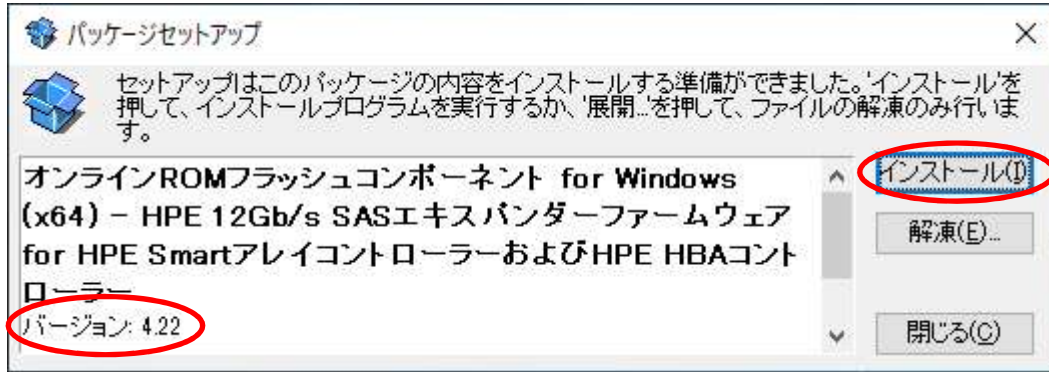 パッケージセットアップ
セットアップはこのパッケージの内容をインストールする準備ができました。'インストール'を
押して、インストールプログラムを実行するか、'展開...'を押して、ファイルの解凍のみ行いま
す。
オンラインROMフラッシュコンポーネント for Windows
(x64) - HPE 12Gb/s SASエキスパンダーファームウェア
for HPE SmartアレイコントローラーおよびHPE HBAコント
ローラー
バージョン: 4.22
インストール(I)
解凍(E)...
閉じる(C)